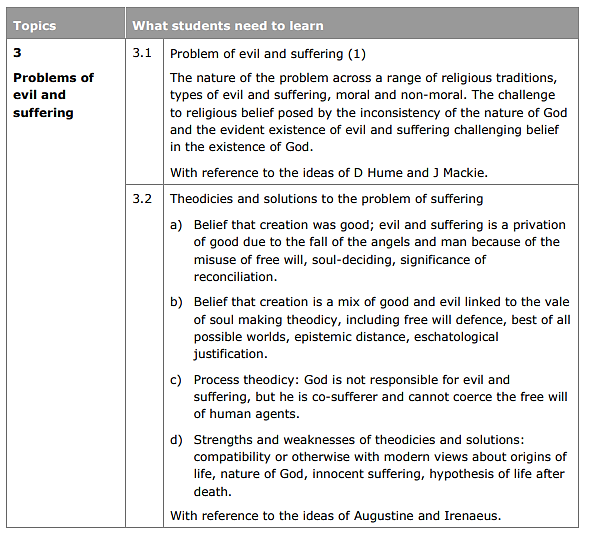 Topics What students need to learn
3 3.1 Problem of evil and suffering (1)
Problems of evil and suffering
The nature of the problem across a range of religious traditions,
types of evil and suffering, moral and non-moral. The challenge
to religious belief posed by the inconsistency of the nature of God
and the evident existence of evil and suffering challenging belief
in the existence of God.
With reference to the ideas of D Hume and J Mackie.
3.2 Theodicies and solutions to the problem of suffering
a) Belief that creation was good; evil and suffering is a privation
of good due to the fall of the angels and man because of the
misuse of free will, soul-deciding, significance of
reconciliation.
b) Belief that creation is a mix of good and evil linked to the vale
of soul making theodicy, including free will defence, best of all
possible worlds, epistemic distance, eschatological
justification.
c) Process theodicy: God is not responsible for evil and
suffering, but he is co-sufferer and cannot coerce the free will
of human agents.
d) Strengths and weaknesses of theodicies and solutions:
compatibility or otherwise with modern views about origins of
life, nature of God, innocent suffering, hypothesis of life after
death.
With reference to the ideas of Augustine and Irenaeus.